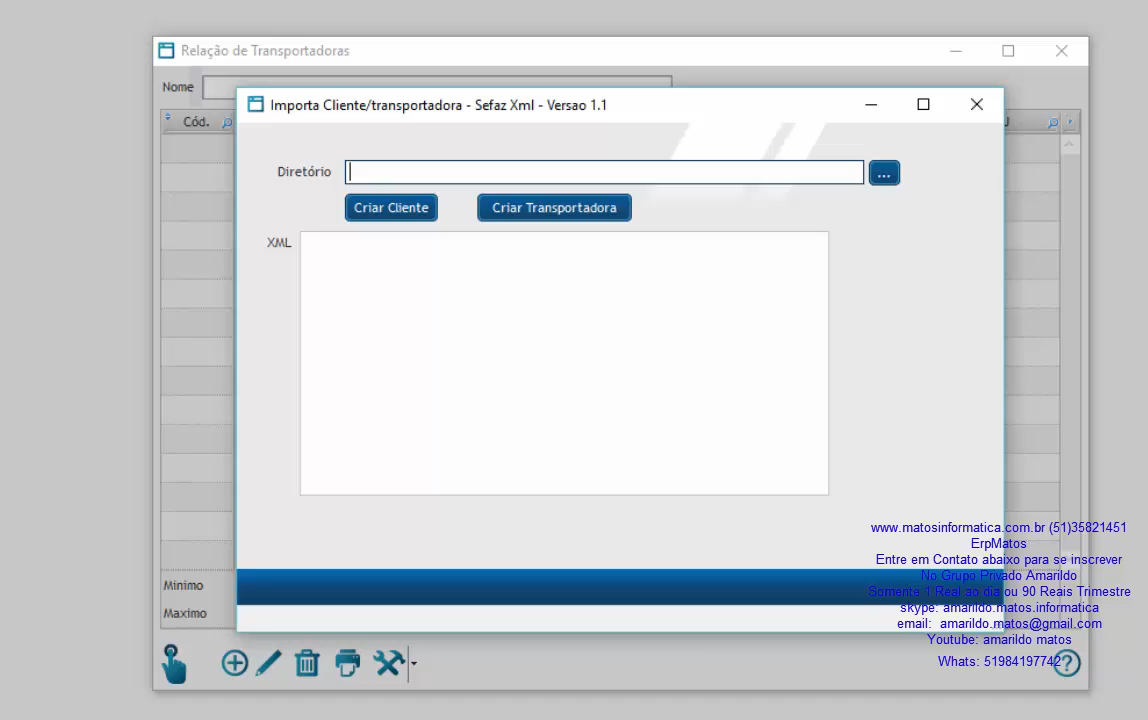 Relação de Transportadoras
Nome
Importa Cliente/transportadora - Sefaz Xml - Versao 1.1
Cód.
Diretório
...
Criar Cliente
Criar Transportadora
XML
www.matosinformatica.com.br (51)35821451
ErpMatos
Entre em Contato abaixo para se inscrever
No Grupo Privado Amarildo
Minimo
Somente 1 Real ao dia ou 90 Reais Trimestre
skype: amarildo.matos.informatica
Maximo
email: amarildo.matos@gmail.com
Youtube: amarildo matos
Whats: 51984197742
?